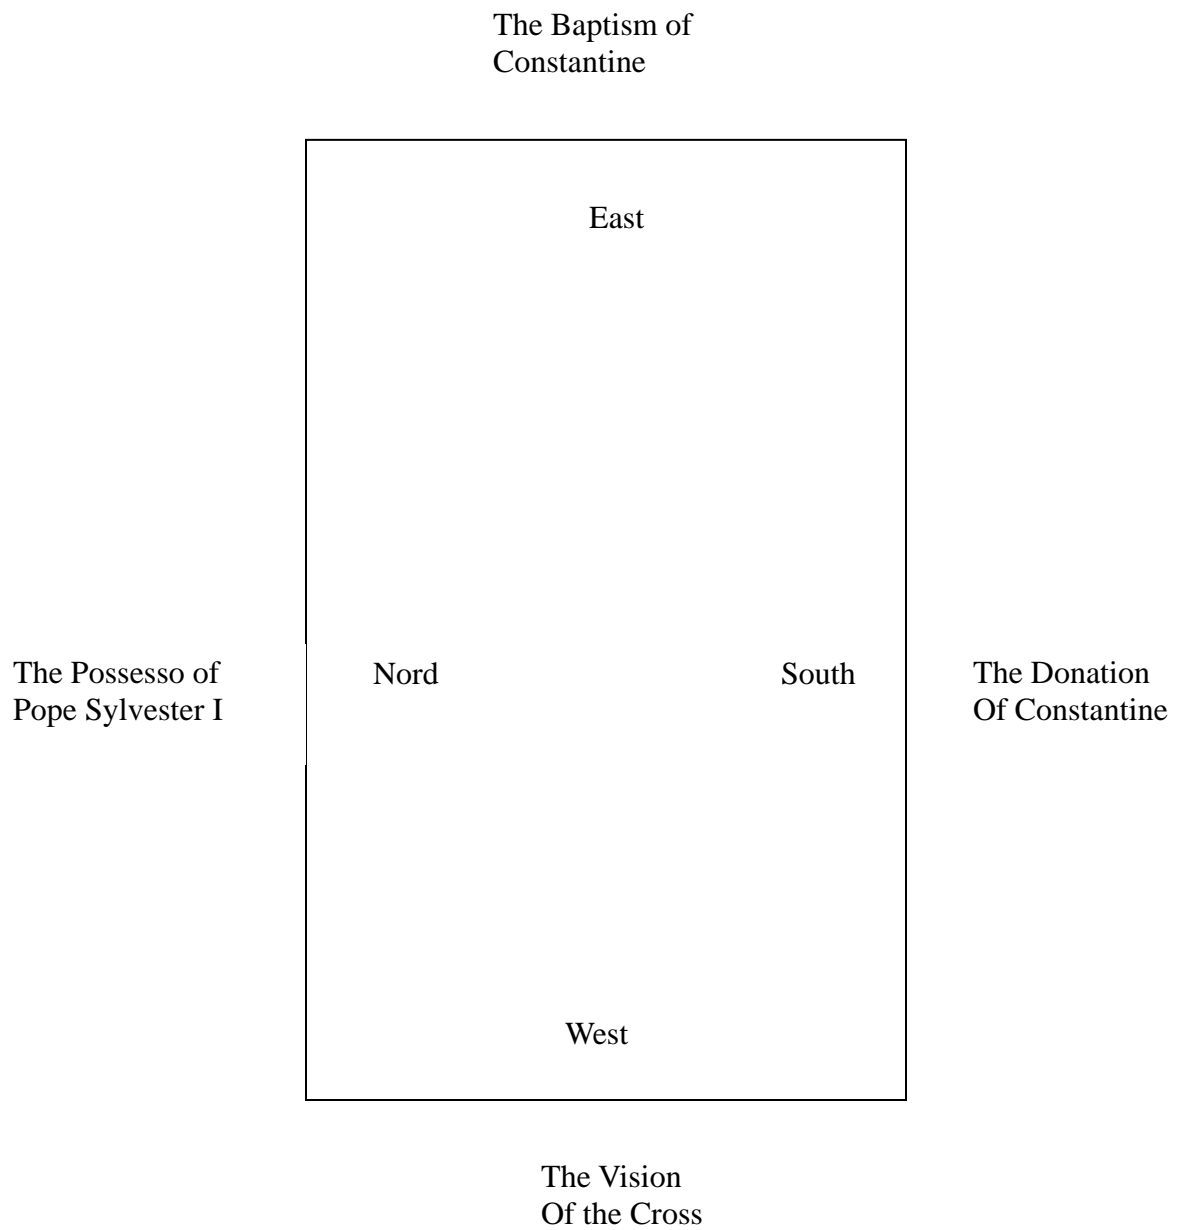 The Baptism of
Constantine
East
The Possesso of
Pope Sylvester I
Nord
South
The Donation
Of Constantine
West
The Vision
Of the Cross